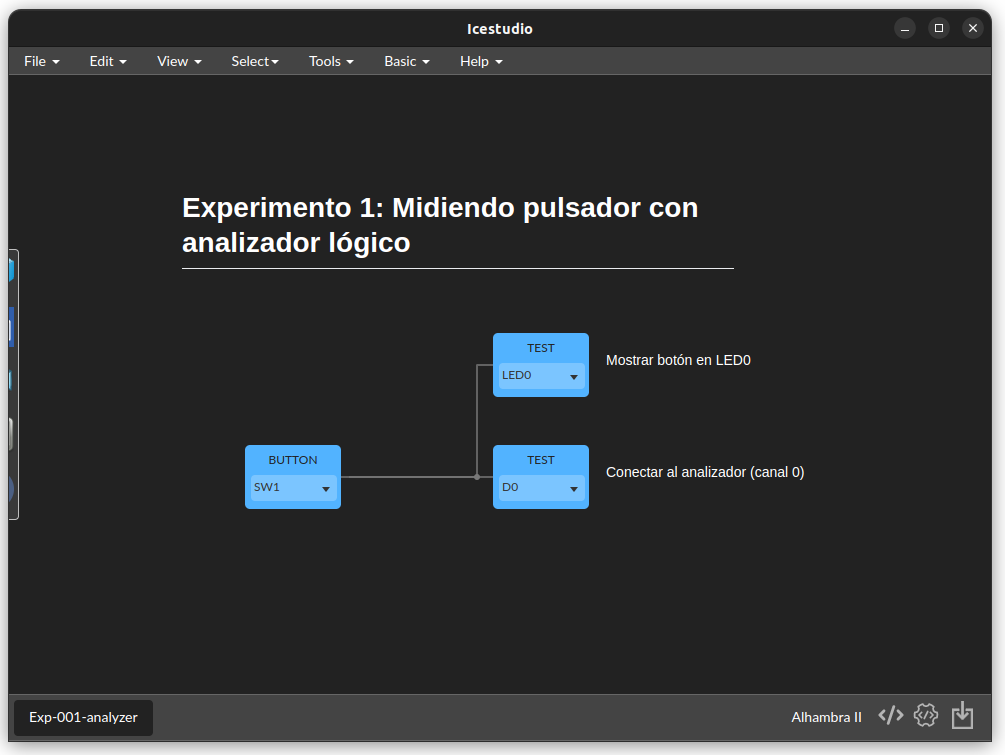 Icestudio
File Edit View Select Tools Basic Help
Experimento 1: Midiendo pulsador con
analizador lógico
TEST
LED0
Mostrar botón en LED0
BUTTON
SW1
TEST
D0
Conectar al analizador (canal 0)
Exp-001-analyzer
Alhambra II